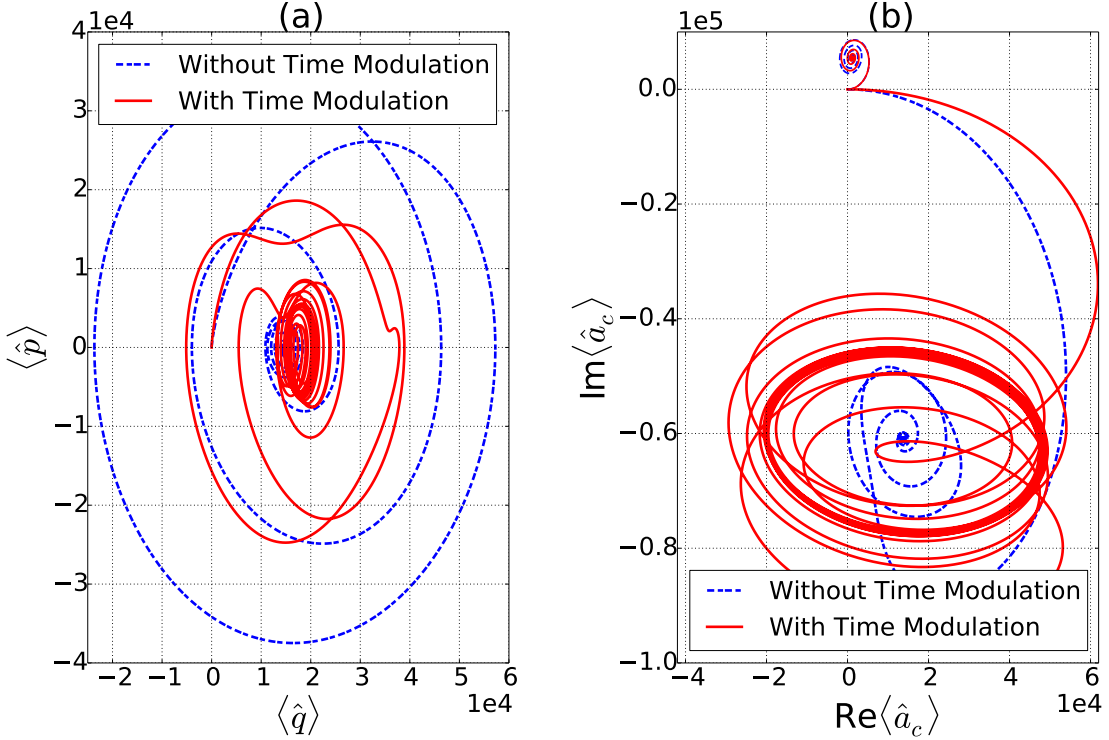 (a)
1e4
Without Time Modulation
With Time Modulation
4
3
2
1
0
−1
−2
−3
−4
⟨p̂⟩
−2 −1 0 1 2 3 4 5 6
1e4
⟨q̂⟩
(b)
1e5
0.0
−0.2
−0.4
−0.6
−0.8
−1.0
Im⟨â_c⟩
Without Time Modulation
With Time Modulation
−4 −2 0 2 4 6
1e4
Re⟨â_c⟩